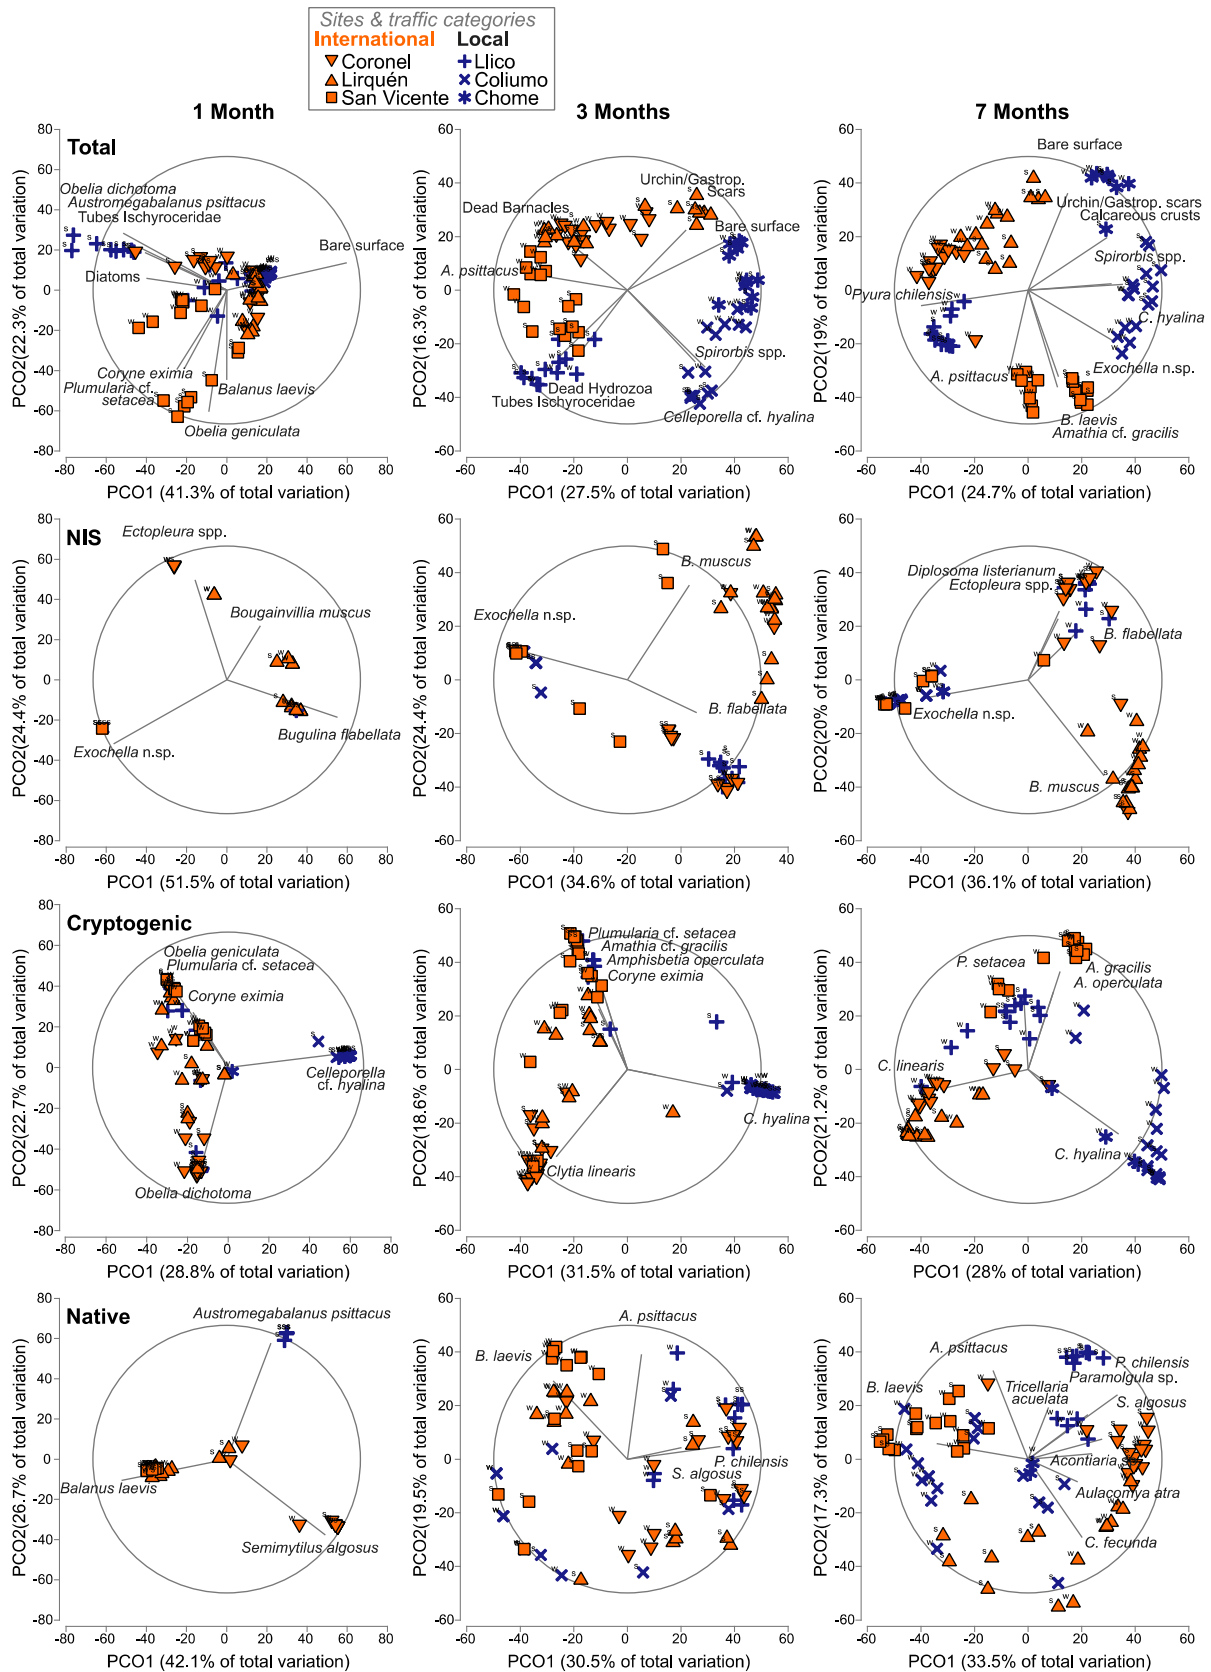 Sites & traffic categories
International Local
Coronel Llico
Lirquén Coliumo
San Vicente Chome
1 Month 3 Months 7 Months
Total
Obelia dichotoma
Austromegabalanus psittacus
Tubes Ischyroceridae
Bare surface
Diatoms
Coryne eximia
Plumularia cf.
setacea
Balanus laevis
Obelia geniculata
PCO2(22.3% of total variation)
PCO1 (41.3% of total variation)
Urchin/Gastrop.
Scars
Dead Barnacles
Bare surface
A. psittacus
Spirorbis spp.
Dead Hydrozoa
Tubes Ischyroceridae
Celleporella cf. hyalina
PCO2(16.3% of total variation)
PCO1 (27.5% of total variation)
Bare surface
Urchin/Gastrop. scars
Calcareous crusts
Spirorbis spp.
Pyura chilensis
C. hyalina
Exochella n.sp.
A. psittacus
B. laevis
Amathia cf. gracilis
PCO2(19% of total variation)
PCO1 (24.7% of total variation)
NIS
Ectopleura spp.
Bougainvillia muscus
Exochella n.sp.
Bugulina flabellata
PCO2(24.4% of total variation)
PCO1 (51.5% of total variation)
B. muscus
Exochella n.sp.
B. flabellata
PCO2(24.4% of total variation)
PCO1 (34.6% of total variation)
Diplosoma listerianum
Ectopleura spp.
B. flabellata
Exochella n.sp.
B. muscus
PCO2(20% of total variation)
PCO1 (36.1% of total variation)
Cryptogenic
Obelia geniculata
Plumularia cf. setacea
Coryne eximia
Celleporella
cf. hyalina
Obelia dichotoma
PCO2(22.7% of total variation)
PCO1 (28.8% of total variation)
Plumularia cf. setacea
Amathia cf. gracilis
Amphisbetia operculata
Coryne eximia
C. hyalina
Clytia linearis
PCO2(18.6% of total variation)
PCO1 (31.5% of total variation)
P. setacea
A. gracilis
A. operculata
C. linearis
C. hyalina
PCO2(21.2% of total variation)
PCO1 (28% of total variation)
Native
Austromegabalanus psittacus
Balanus laevis
Semimytilus algosus
PCO2(26.7% of total variation)
PCO1 (42.1% of total variation)
A. psittacus
B. laevis
P. chilensis
S. algosus
PCO2(19.5% of total variation)
PCO1 (30.5% of total variation)
A. psittacus
P. chilensis
Paramolgula sp.
B. laevis
Tricellaria
acuelata
S. algosus
Acontiaria
Aulacomya atra
C. fecunda
PCO2(17.3% of total variation)
PCO1 (33.5% of total variation)